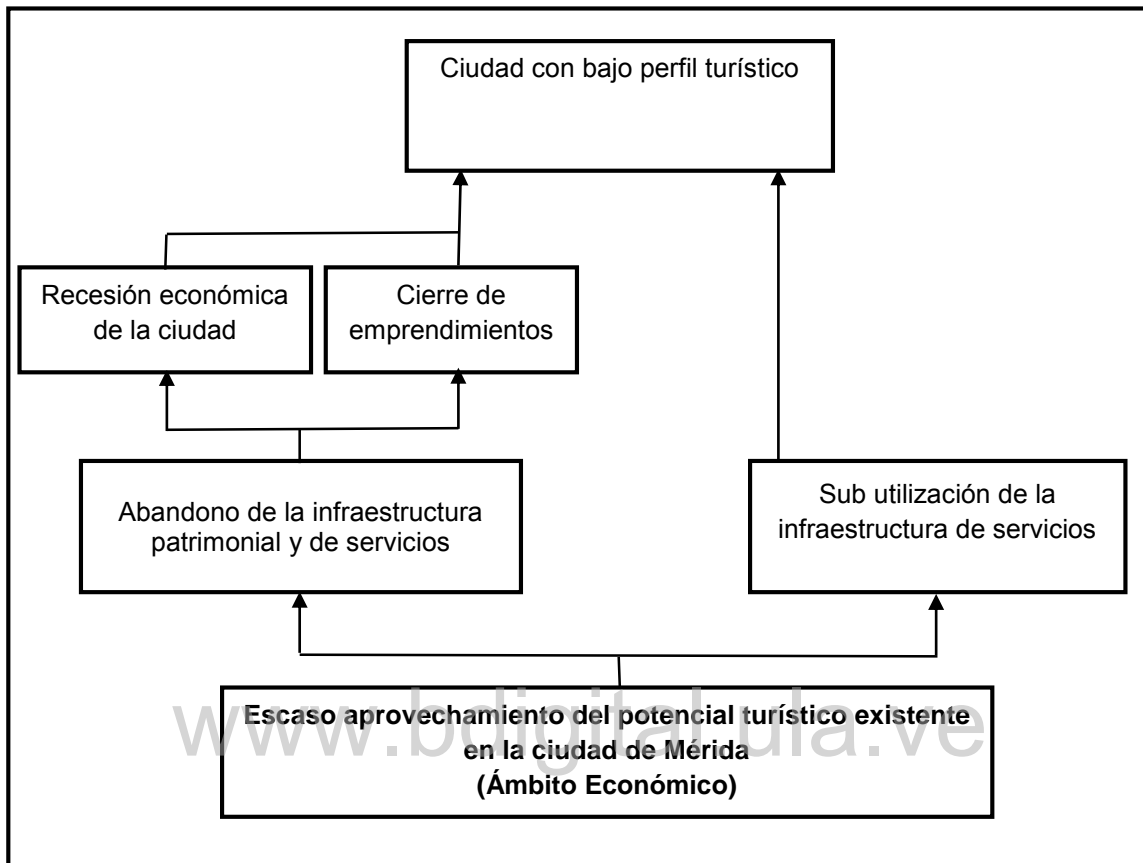 Ciudad con bajo perfil turístico
Recesión económica
de la ciudad
Cierre de
emprendimientos
Abandono de la infraestructura
patrimonial y de servicios
Sub utilización de la
infraestructura de servicios
Escaso aprovechamiento del potencial turístico existente
en la ciudad de Mérida
(Ámbito Económico)
www.bdigital.ula.ve